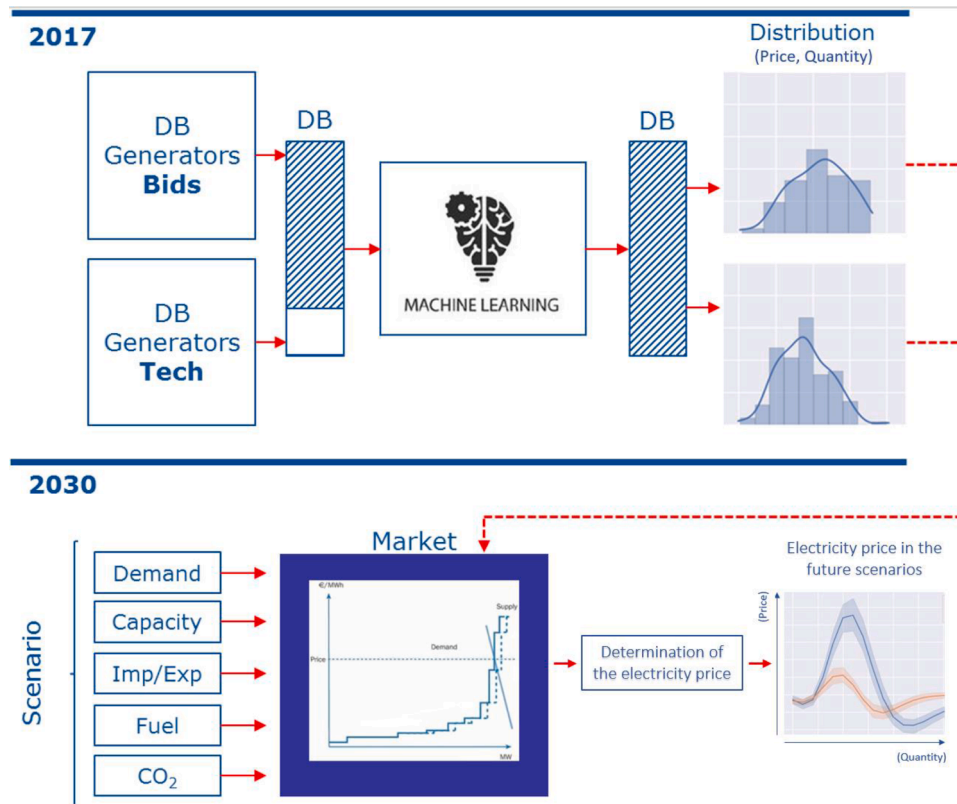 2017
Distribution
(Price, Quantity)
DB
Generators
Bids
DB
DB
MACHINE LEARNING
DB
Generators
Tech
2030
Market
Scenario
Demand
Capacity
Imp/Exp
Fuel
CO₂
€/MWh
Supply
Demand
Price
MW
Determination of
the electricity price
Electricity price in the
future scenarios
(Price)
(Quantity)